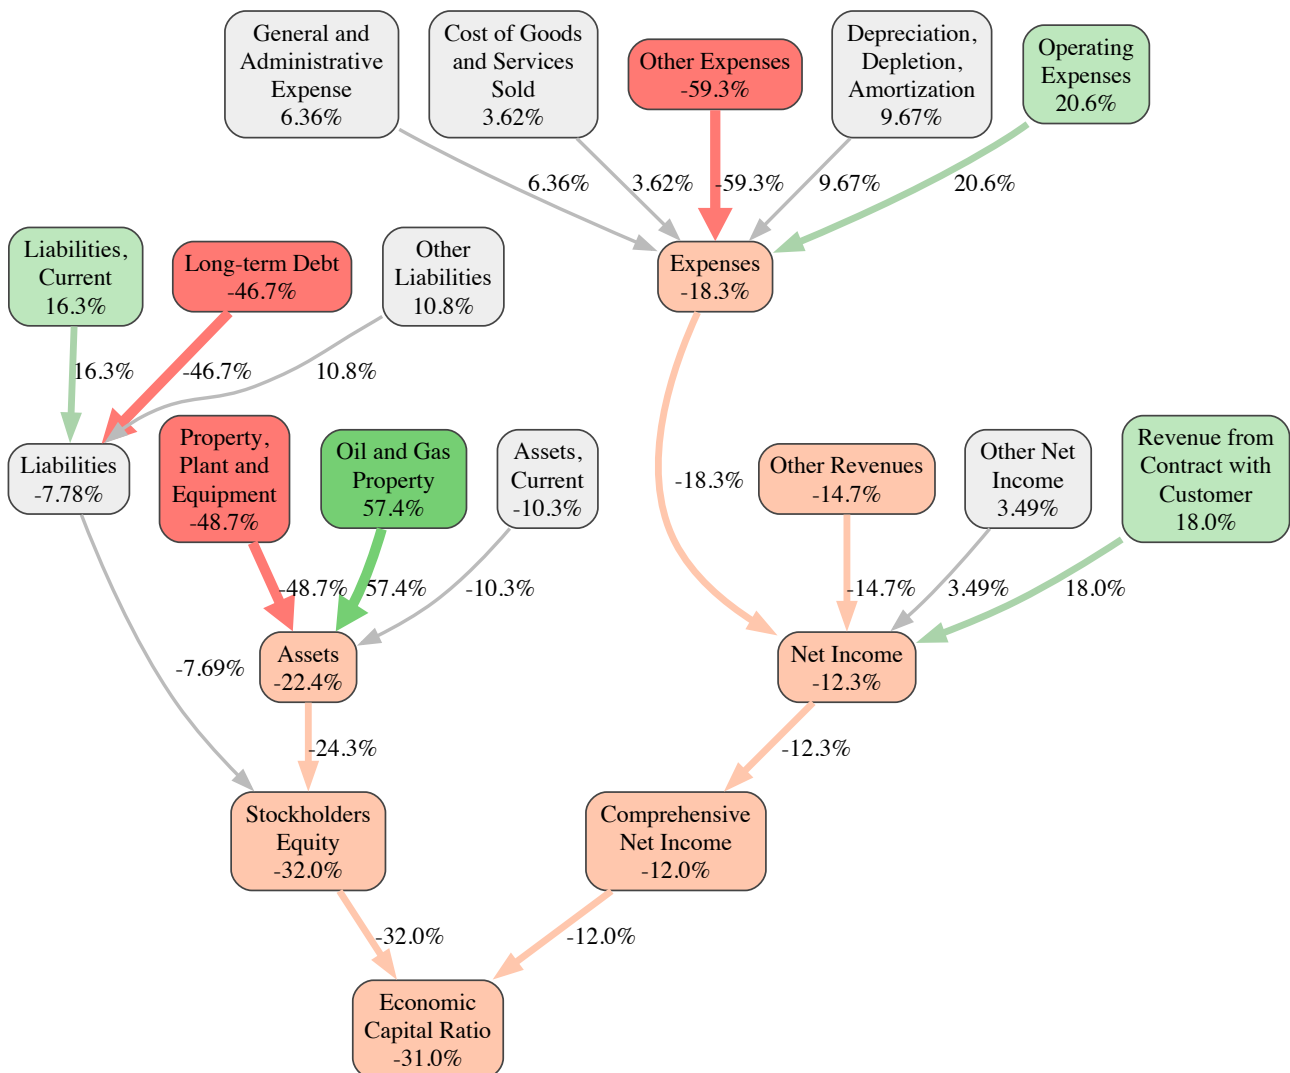 General and
Administrative
Expense
6.36%
Cost of Goods
and Services
Sold
3.62%
Other Expenses
-59.3%
Depreciation,
Depletion,
Amortization
9.67%
Operating
Expenses
20.6%
6.36%
3.62%
-59.3%
9.67%
20.6%
Liabilities,
Current
16.3%
Long-term Debt
-46.7%
Other
Liabilities
10.8%
Expenses
-18.3%
16.3%
-46.7%
10.8%
Liabilities
-7.78%
Property,
Plant and
Equipment
-48.7%
Oil and Gas
Property
57.4%
Assets,
Current
-10.3%
-18.3%
Other Revenues
-14.7%
Other Net
Income
3.49%
Revenue from
Contract with
Customer
18.0%
-48.7%
57.4%
-10.3%
-14.7%
3.49%
18.0%
-7.69%
Assets
-22.4%
Net Income
-12.3%
-24.3%
-12.3%
Stockholders
Equity
-32.0%
Comprehensive
Net Income
-12.0%
-32.0%
-12.0%
Economic
Capital Ratio
-31.0%